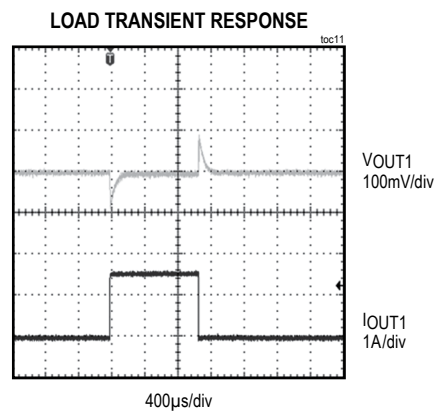 LOAD TRANSIENT RESPONSE
toc11
T
VOUT1
100mV/div
IOUT1
1A/div
400µs/div